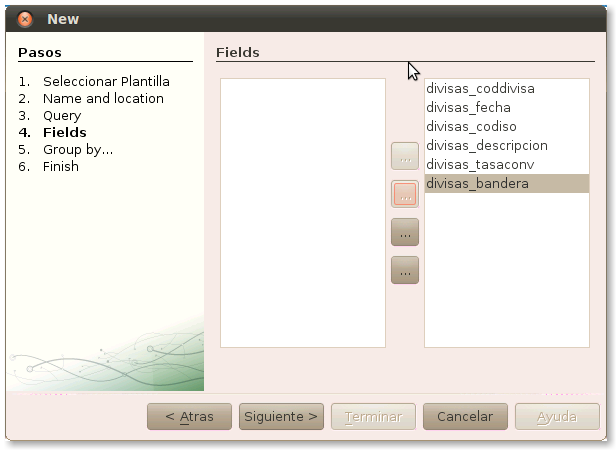 New
Pasos
1. Seleccionar Plantilla
2. Name and location
3. Query
4. Fields
5. Group by...
6. Finish
Fields
divisas_coddivisa
divisas_fecha
divisas_codiso
divisas_descripcion
divisas_tasaconv
divisas_bandera
...
...
...
...
< Atras
Siguiente >
Terminar
Cancelar
Ayuda